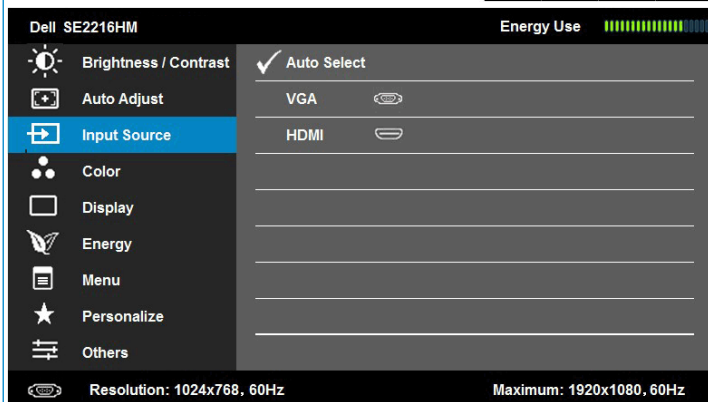 Dell SE2216HM Energy Use
Brightness / Contrast Auto Select
Auto Adjust VGA
Input Source HDMI
Color
Display
Energy
Menu
Personalize
Others
Resolution: 1024x768, 60Hz Maximum: 1920x1080, 60Hz